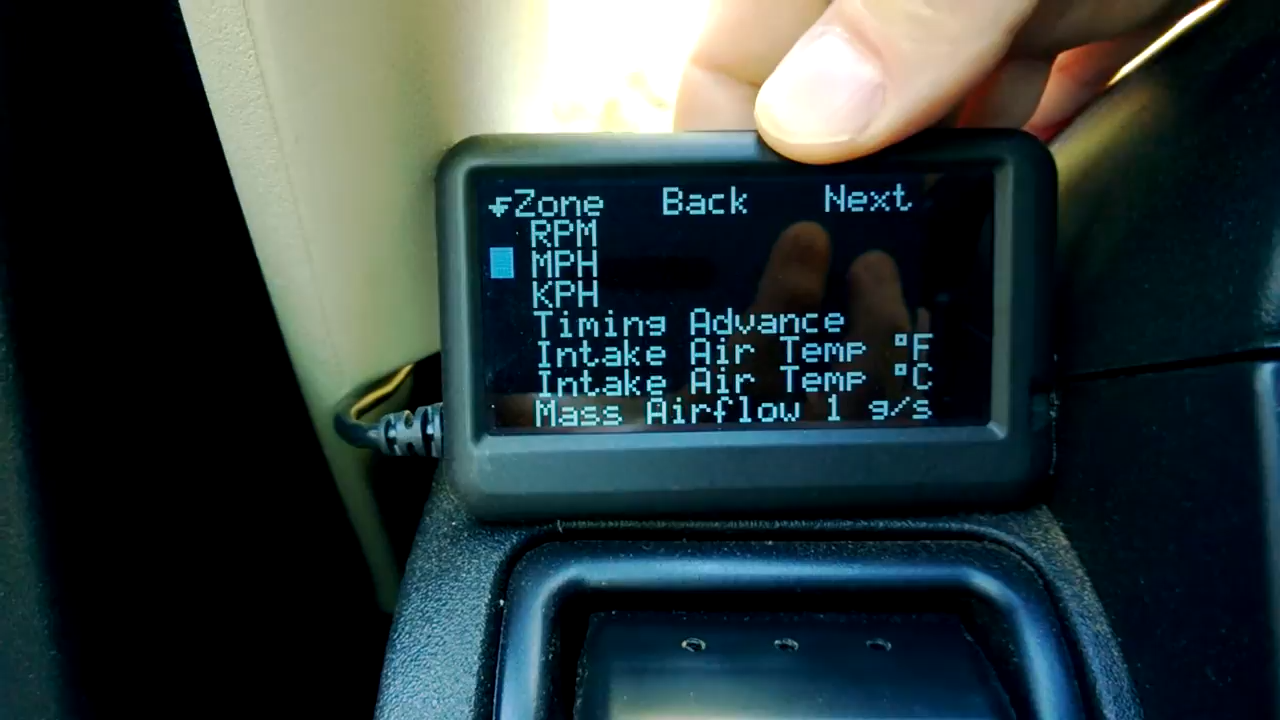 Zone Back Next
RPM
MPH
KPH
Timing Advance
Intake Air Temp °F
Intake Air Temp °C
Mass Airflow 1 g/s